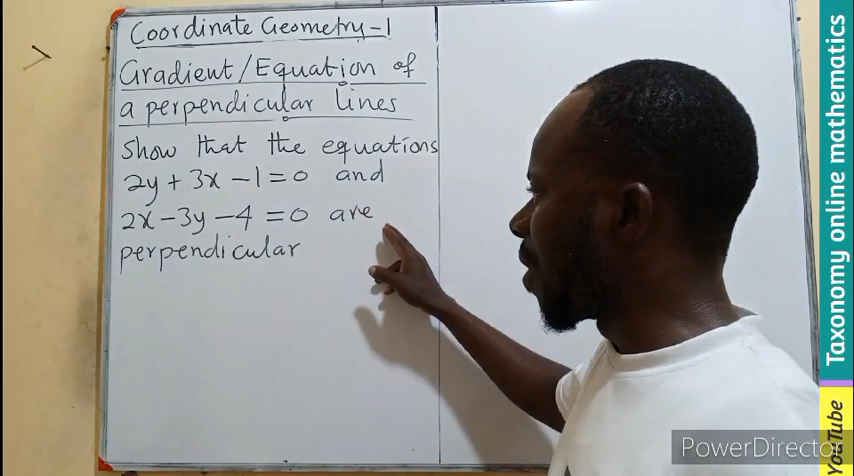 Coordinate Geometry-1
Gradient/Equation of
a perpendicular lines
Show that the equations
2y + 3x - 1 = 0 and
2x - 3y - 4 = 0 are
perpendicular
Taxonomy online mathematics
YouTube
PowerDirector